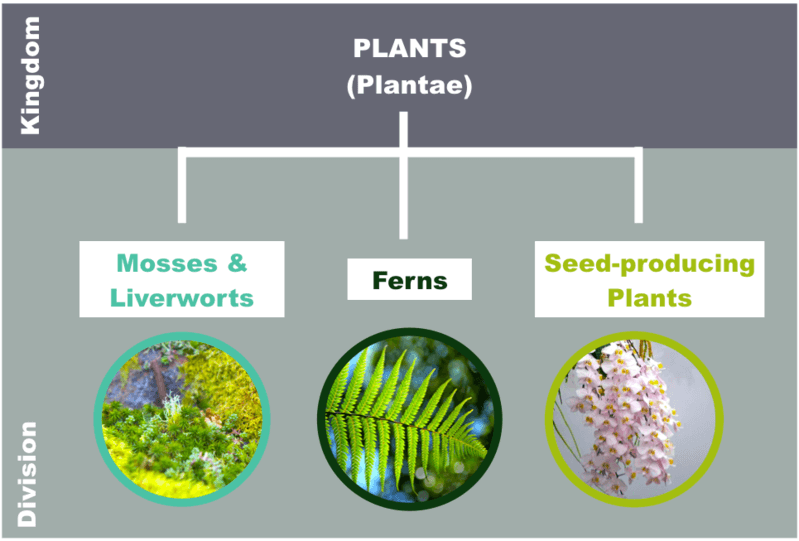 Kingdom
PLANTS
(Plantae)
Mosses &
Liverworts
Ferns
Seed-producing
Plants
Division